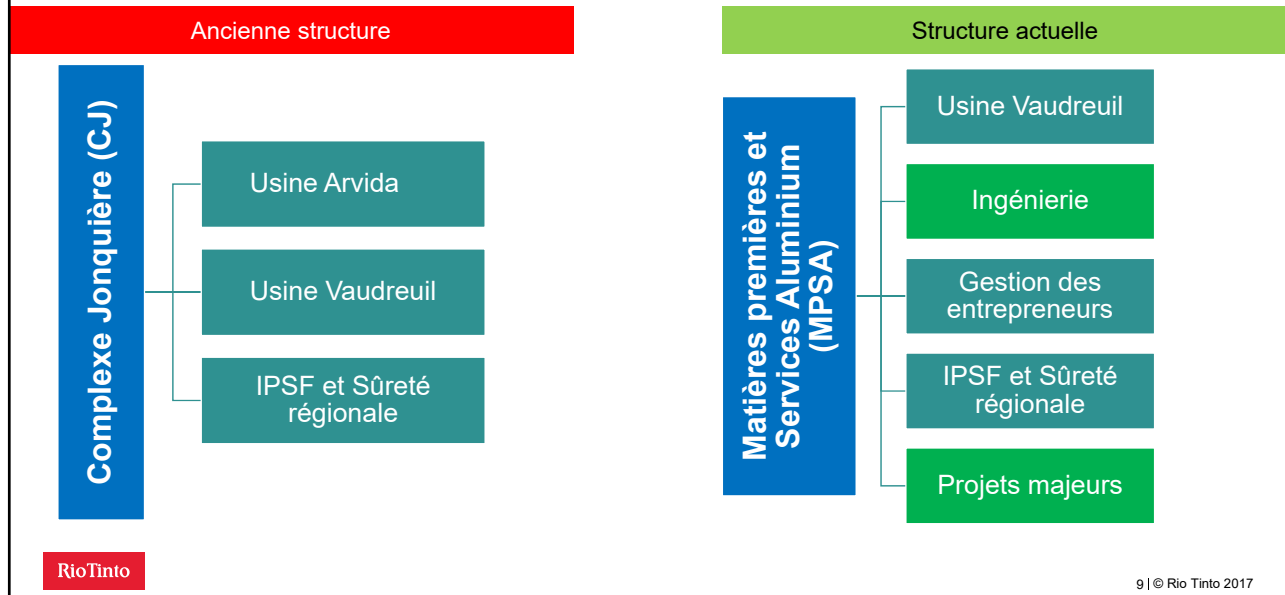 Ancienne structure
Complexe Jonquière (CJ)
Usine Arvida
Usine Vaudreuil
IPSF et Sûreté
régionale
Structure actuelle
Matières premières et
Services Aluminium
(MPSA)
Usine Vaudreuil
Ingénierie
Gestion des
entrepreneurs
IPSF et Sûreté
régionale
Projets majeurs
RioTinto
9 | © Rio Tinto 2017